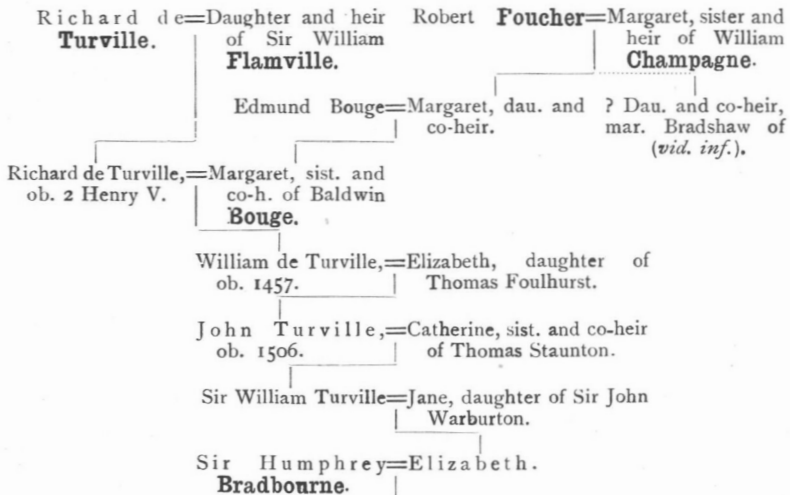 Richard de=Daughter and heir Robert Foucher=Margaret, sister and
Turville. of Sir William heir of William
Flamville. Champagne.
Edmund Bouge=Margaret, dau. and ? Dau. and co-heir,
co-heir. mar. Bradshaw of
(vid. inf.).
Richard de Turville,=Margaret, sist. and
ob. 2 Henry V. co-h. of Baldwin
Bouge.
William de Turville,=Elizabeth, daughter of
ob. 1457. Thomas Foulhurst.
John Turville,=Catherine, sist. and co-heir
ob. 1506. of Thomas Staunton.
Sir William Turville=Jane, daughter of Sir John
Warburton.
Sir Humphrey=Elizabeth.
Bradbourne.